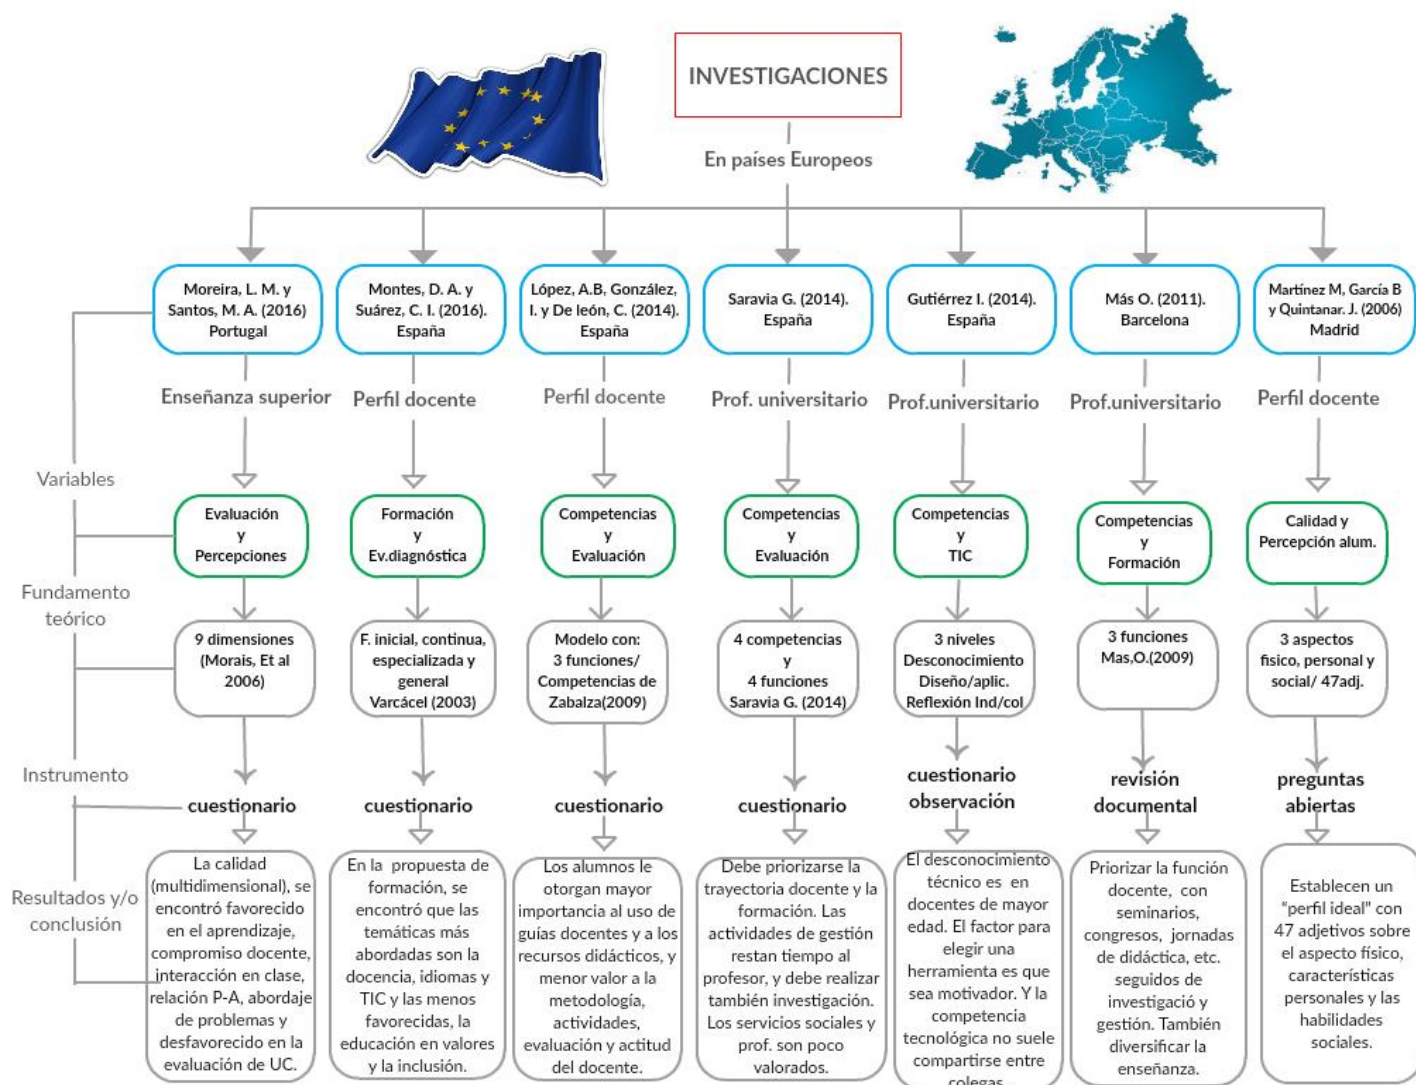 INVESTIGACIONES
En países Europeos
Moreira, L. M. y
Santos, M. A. (2016)
Portugal
Montes, D. A. y
Suárez, C. I. (2016).
España
López, A.B, González,
I. y De león, C. (2014).
España
Saravia G. (2014).
España
Gutiérrez I. (2014).
España
Más O. (2011).
Barcelona
Martínez M, García B
y Quintanar. J. (2006)
Madrid
Enseñanza superior
Perfil docente
Perfil docente
Prof. universitario
Prof.universitario
Prof.universitario
Perfil docente
Variables
Evaluación
y
Percepciones
Formación
y
Ev.diagnóstica
Competencias
y
Evaluación
Competencias
y
Evaluación
Competencias
y
TIC
Competencias
y
Formación
Calidad y
Percepción alum.
Fundamento
teórico
9 dimensiones
(Morais, Et al
2006)
F. inicial, continua,
especializada y
general
Varcácel (2003)
Modelo con:
3 funciones/
Competencias de
Zabalza(2009)
4 competencias
y
4 funciones
Saravia G. (2014)
3 niveles
Desconocimiento
Diseño/aplic.
Reflexión Ind/col
3 funciones
Mas,O.(2009)
3 aspectos
fisico, personal y
social/ 47adj.
Instrumento
cuestionario
cuestionario
cuestionario
cuestionario
cuestionario
observación
revisión
documental
preguntas
abiertas
Resultados y/o
conclusión
La calidad
(multidimensional), se
encontró favorecido
en el aprendizaje,
compromiso docente,
interacción en clase,
relación P-A, abordaje
de problemas y
desfavorecido en la
evaluación de UC.
En la propuesta de
formación, se
encontró que las
temáticas más
abordadas son la
docencia, idiomas y
TIC y las menos
favorecidas, la
educación en valores
y la inclusión.
Los alumnos le
otorgan mayor
importancia al uso de
guías docentes y a los
recursos didácticos, y
menor valor a la
metodología,
actividades,
evaluación y actitud
del docente.
Debe priorizarse la
trayectoria docente y la
formación. Las
actividades de gestión
restan tiempo al
profesor, y debe realizar
también investigación.
Los servicios sociales y
prof. son poco
valorados.
El desconocimiento
técnico es en
docentes de mayor
edad. El factor para
elegir una
herramienta es que
sea motivador. Y la
competencia
tecnológica no suele
compartirse entre
colegas
Priorizar la función
docente, con
seminarios,
congresos, jornadas
de didáctica, etc.
seguidos de
investigació y
gestión. También
diversificar la
enseñanza.
Establecen un
"perfil ideal" con
47 adjetivos sobre
el aspecto físico,
características
personales y las
habilidades
sociales.